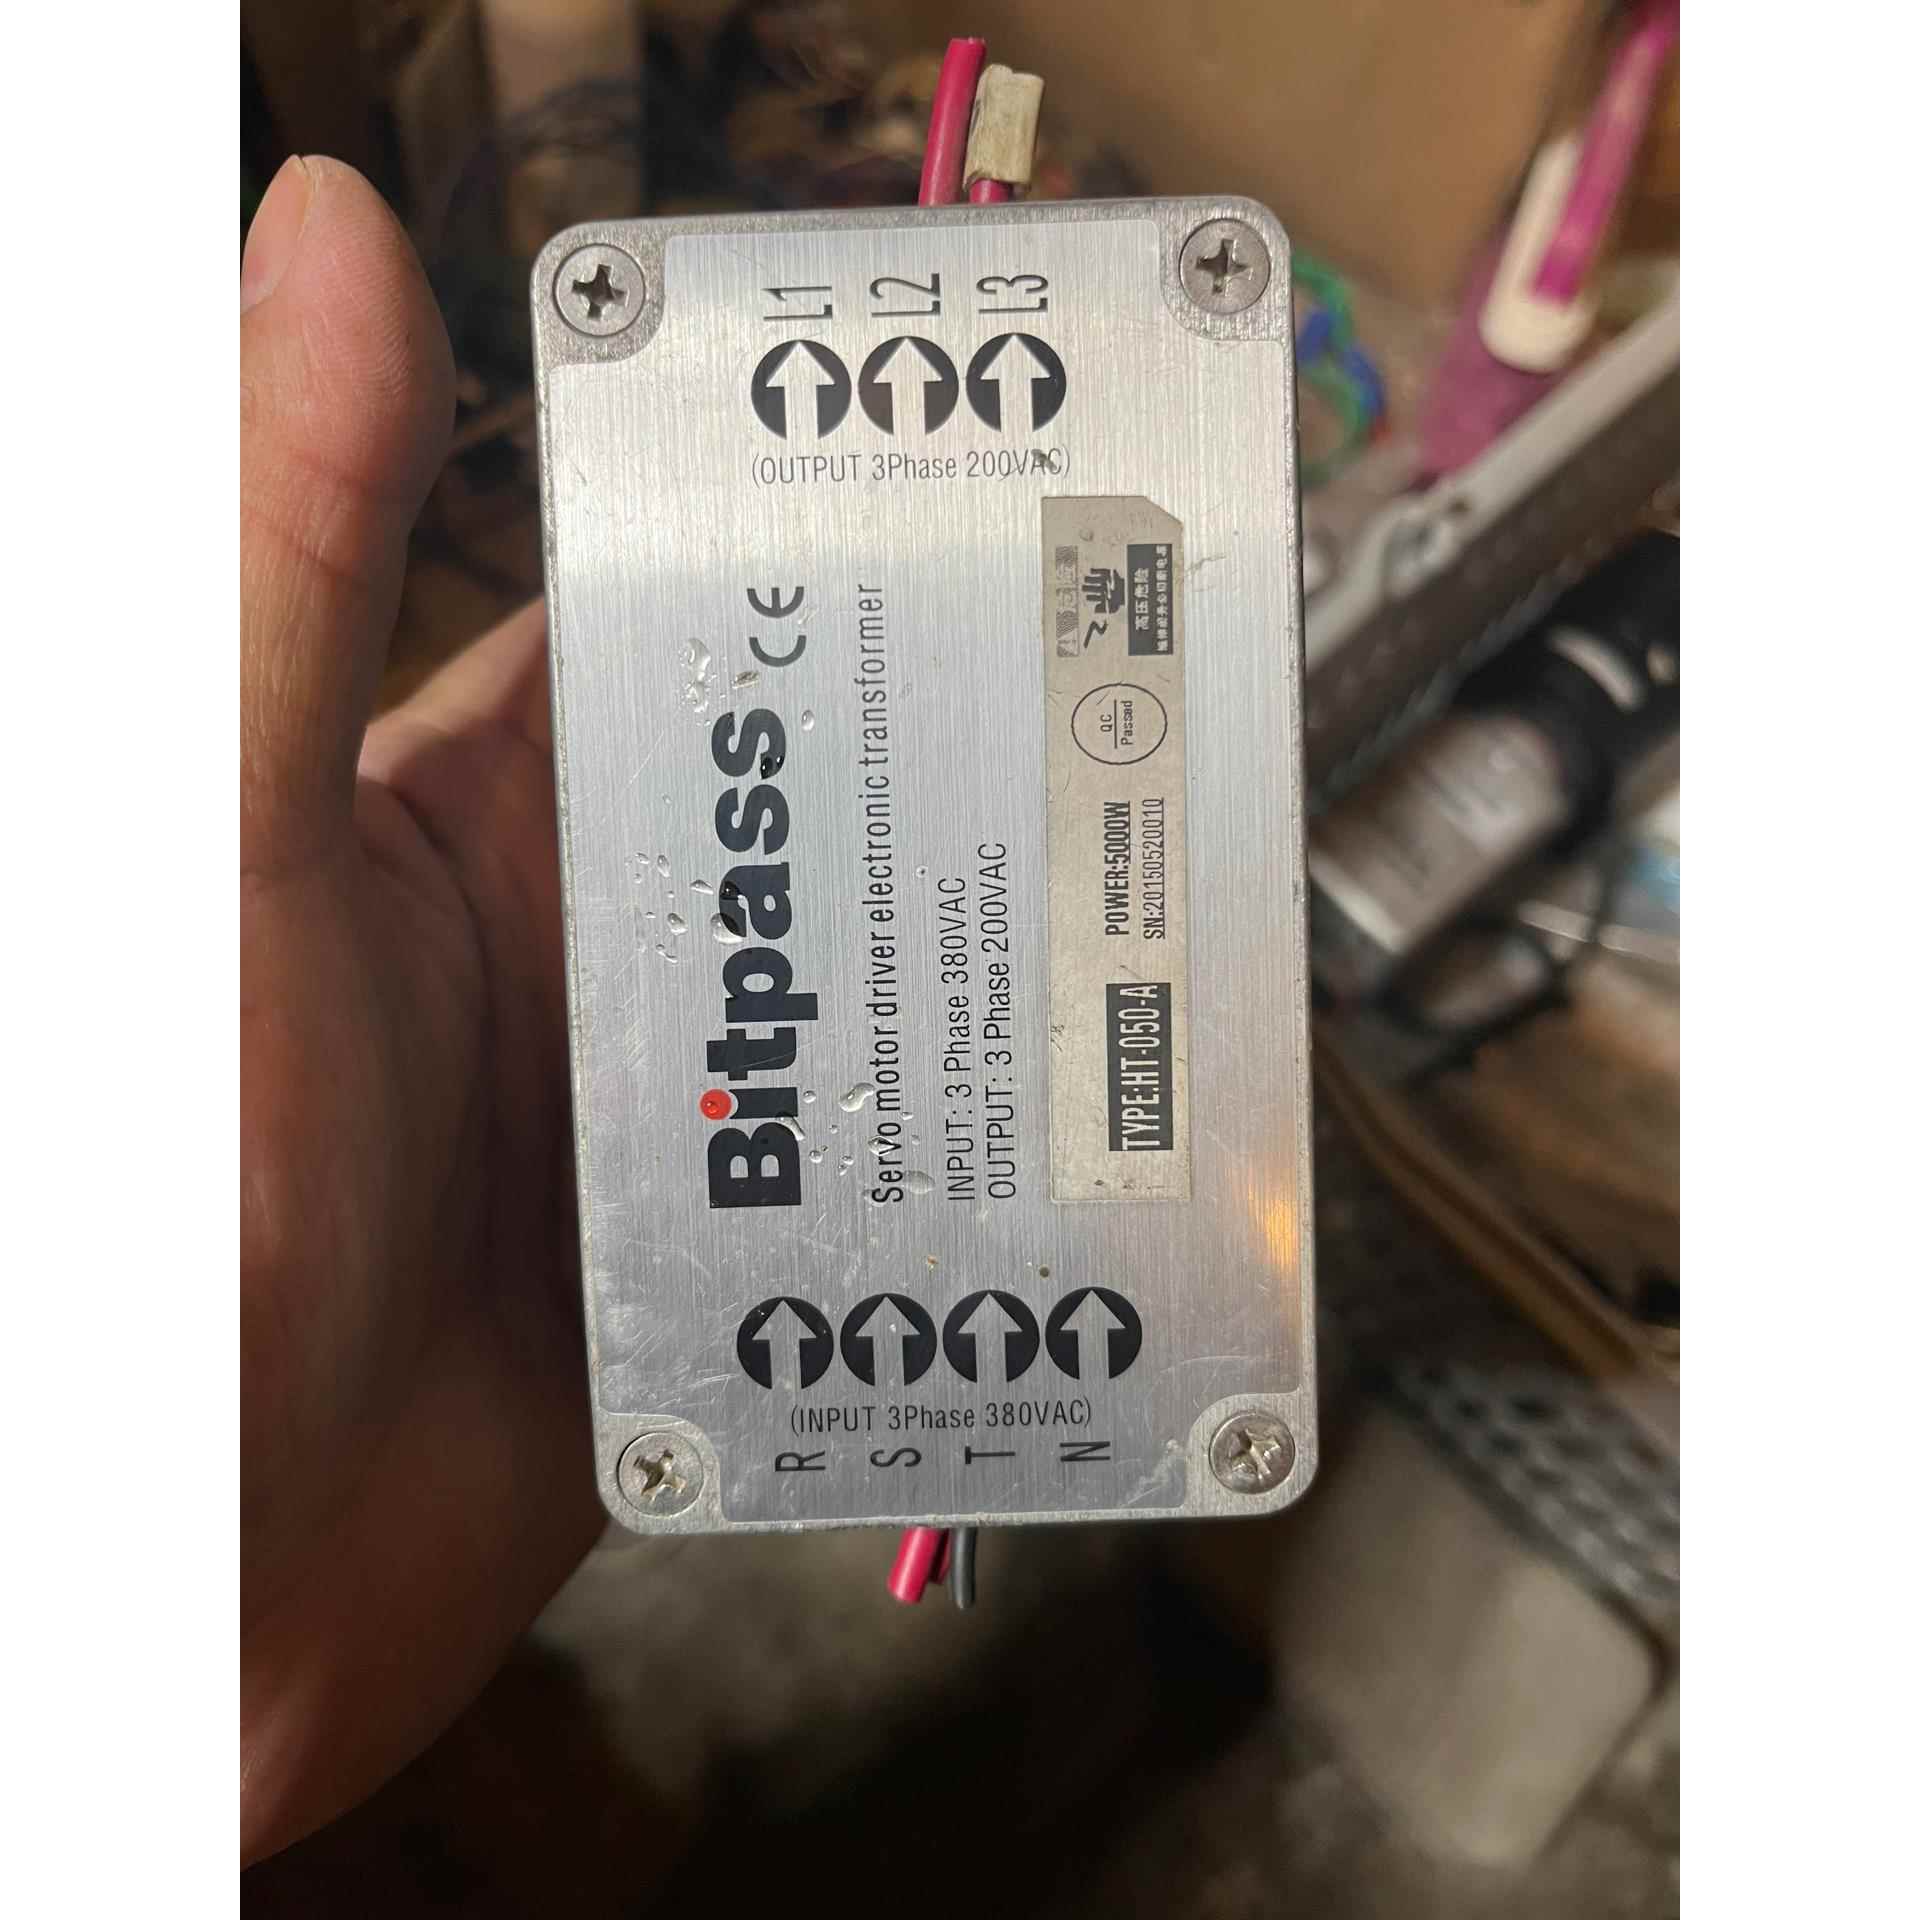 Bitpass CE
Servo motor driver electronic transformer
INPUT: 3 Phase 380VAC
OUTPUT: 3 Phase 200VAC
TYPE:HT-050-A
POWER:5000W
SN:20150520010
QC
Passed
高压危险
R
S
T
N
(INPUT 3Phase 380VAC)
(OUTPUT 3Phase 200VAC)
L1
L2
L3